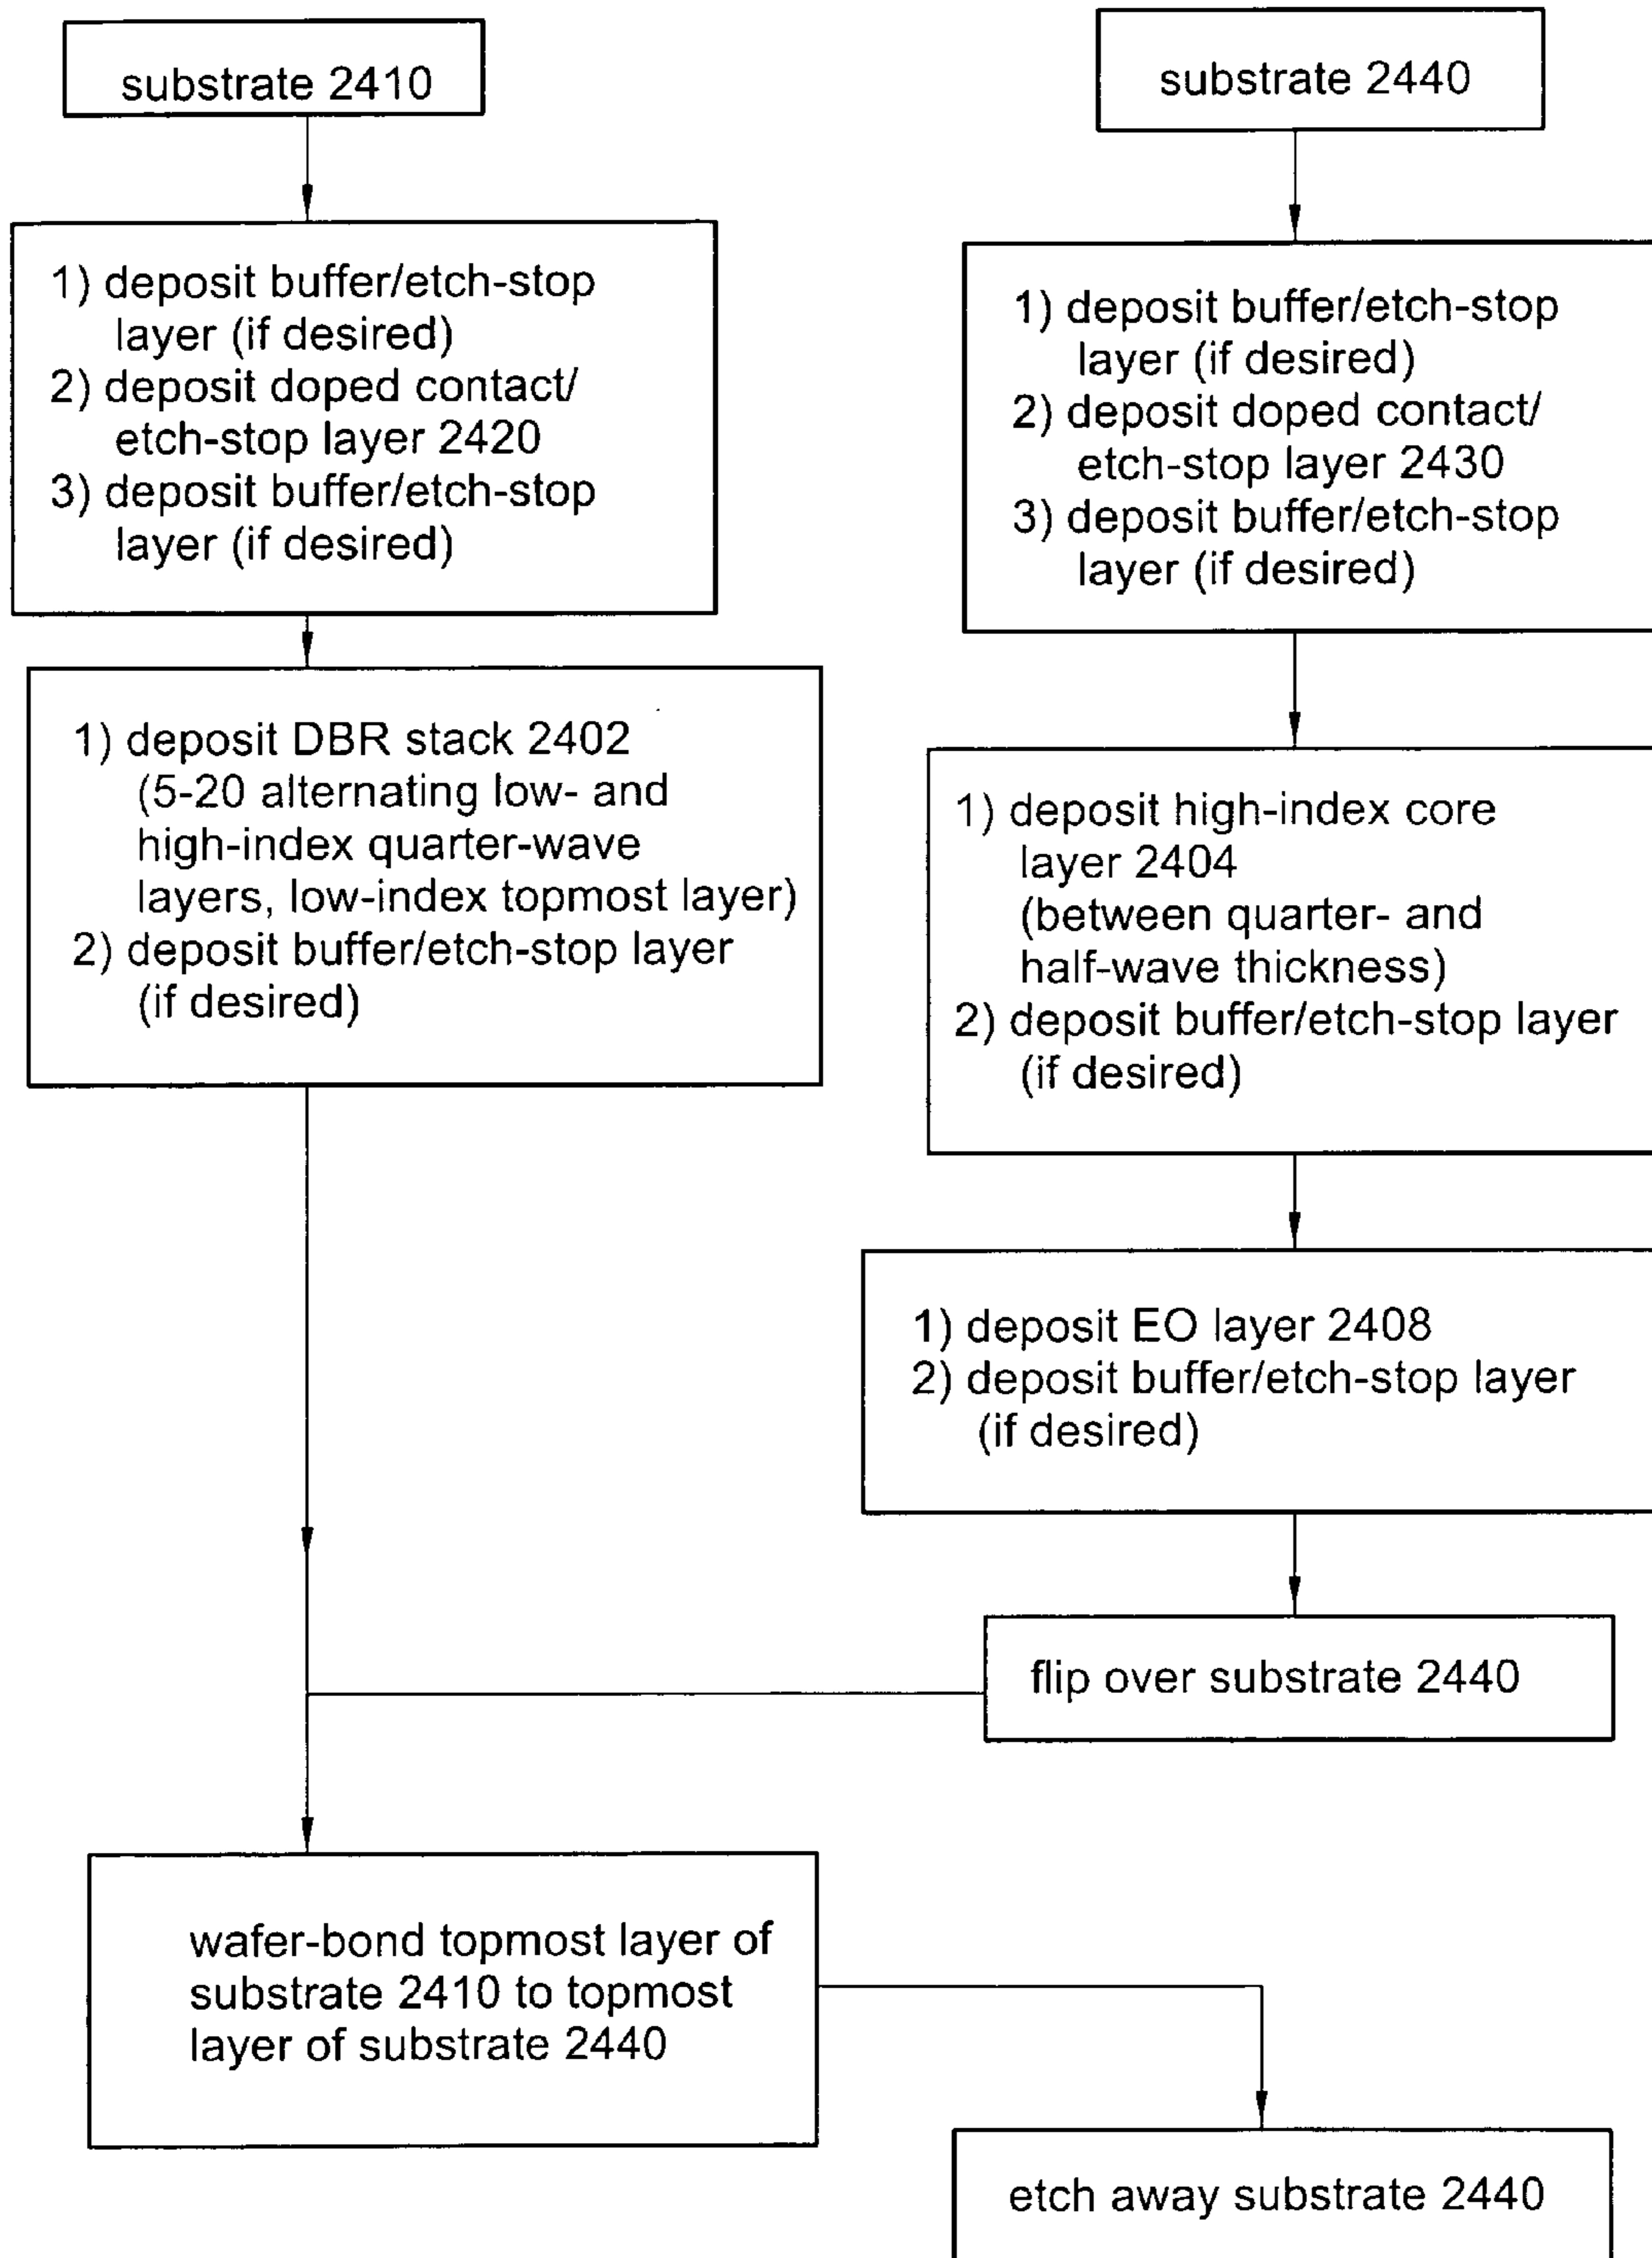 substrate 2410
1) deposit buffer/etch-stop
layer (if desired)
2) deposit doped contact/
etch-stop layer 2420
3) deposit buffer/etch-stop
layer (if desired)
1) deposit DBR stack 2402
(5-20 alternating low- and
high-index quarter-wave
layers, low-index topmost layer)
2) deposit buffer/etch-stop layer
(if desired)
substrate 2440
1) deposit buffer/etch-stop
layer (if desired)
2) deposit doped contact/
etch-stop layer 2430
3) deposit buffer/etch-stop
layer (if desired)
1) deposit high-index core
layer 2404
(between quarter- and
half-wave thickness)
2) deposit buffer/etch-stop layer
(if desired)
1) deposit EO layer 2408
2) deposit buffer/etch-stop layer
(if desired)
flip over substrate 2440
wafer-bond topmost layer of
substrate 2410 to topmost
layer of substrate 2440
etch away substrate 2440